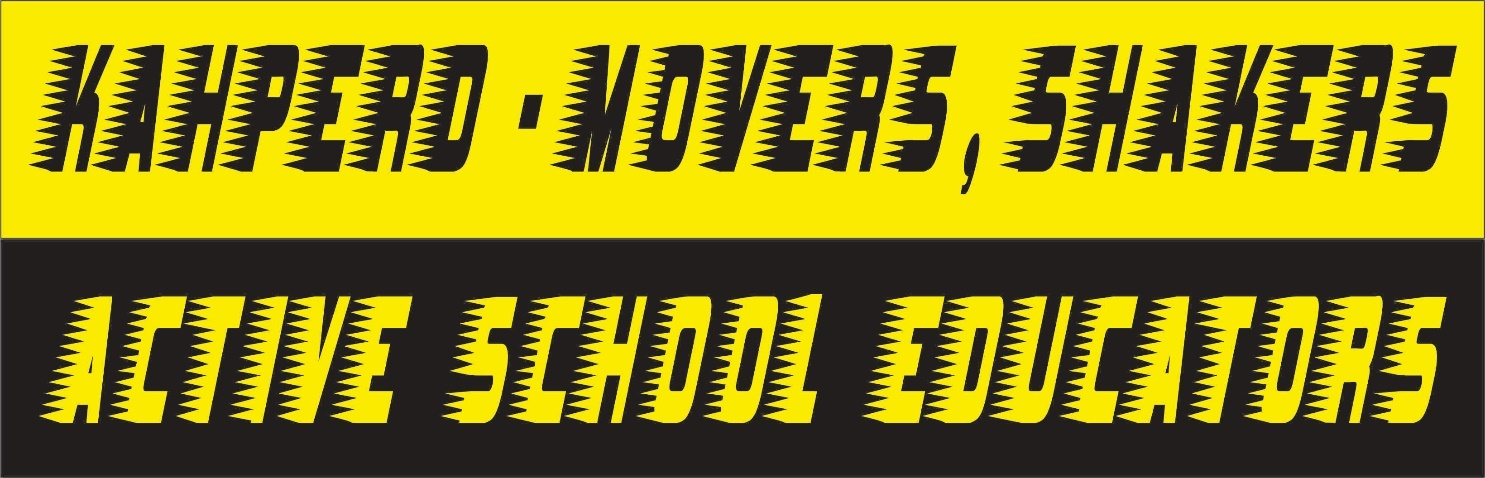 KAHPERD - MOVERS, SHAKERS
ACTIVE SCHOOL EDUCATORS